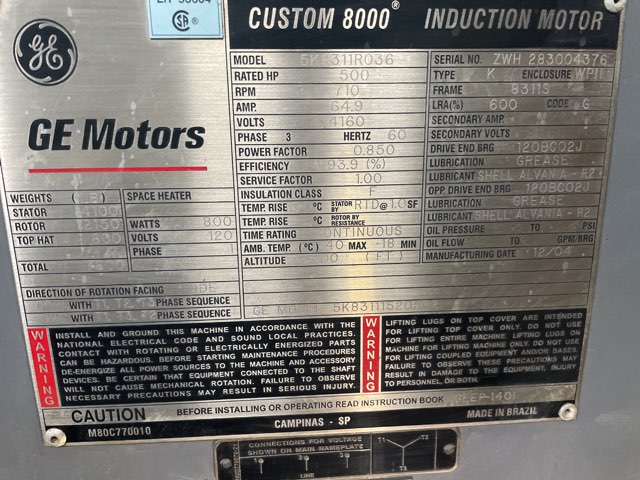 CUSTOM 8000® INDUCTION MOTOR
GE
GE Motors
MODEL 5K8311R036
RATED HP 500
RPM 710
AMP. 64.9
VOLTS 4160
PHASE 3 HERTZ 60
POWER FACTOR 0.850
EFFICIENCY 93.9 (%)
SERVICE FACTOR 1.00
INSULATION CLASS F
TEMP RISE STATOR BY RTD@ 1.0 SF
TEMP RISE °C ROTOR BY RESISTANCE
TIME RATING CONTINUOUS
AMB. TEMP. (°C) 40 MAX -18 MIN
ALTITUDE (FT)
SERIAL NO. ZWH 283004376
TYPE K ENCLOSURE WPII
FRAME 8311S
LRA(%) 600 CODE G
SECONDARY AMP
SECONDARY VOLTS
DRIVE END BRG 120BC02J
LUBRICATION GREASE
LUBRICANT SHELL ALVANIA - R2
OPP. DRIVE END BRG 120BC02J
LUBRICATION GREASE
LUBRICANT SHELL ALVANIA - R2
OIL PRESSURE TO PSI
OIL FLOW TO GPM/BRG
MANUFACTURE DATE 12/04
WEIGHTS SPACE HEATER
STATOR
ROTOR WATTS 800
TOP HAT VOLTS 120
PHASE
TOTAL
DIRECTION OF ROTATION FACING
WITH T1, T2, T3 PHASE SEQUENCE
WITH PHASE SEQUENCE
WARNING
INSTALL AND GROUND THIS MACHINE IN ACCORDANCE WITH THE
NATIONAL ELECTRICAL CODE AND SOUND LOCAL PRACTICES.
CONTACT WITH ROTATING OR ELECTRICALLY ENERGIZED PARTS
CAN BE HAZARDOUS. BEFORE STARTING MAINTENANCE PROCEDURES
DE-ENERGIZE ALL POWER SOURCES TO THE MACHINE AND ACCESSORY
DEVICES. BE CERTAIN THAT EQUIPMENT CONNECTED TO THE SHAFT
WILL NOT CAUSE MECHANICAL ROTATION. FAILURE TO OBSERVE
NECESSARY PRECAUTIONS MAY RESULT IN SERIOUS INJURY.
WARNING
LIFTING LUGS ON TOP COVER ARE INTENDED
FOR LIFTING TOP COVER ONLY. DO NOT USE
FOR LIFTING ENTIRE MACHINE. LIFTING LUGS ON
MACHINE FOR MACHINE LIFTING ONLY. DO NOT USE
FOR LIFTING COUPLED EQUIPMENT AND/OR BASES.
FAILURE TO OBSERVE THESE PRECAUTIONS MAY
RESULT IN DAMAGE TO THE EQUIPMENT, INJURY
TO PERSONNEL, OR BOTH.
CAUTION BEFORE INSTALLING OR OPERATING READ INSTRUCTION BOOK
M80C770010 CAMPINAS - SP MADE IN BRAZIL
CONNECTIONS FOR VOLTAGE
SHOWN ON MAIN NAMEPLATE
T1 T2
1 2 3
T3
LINE